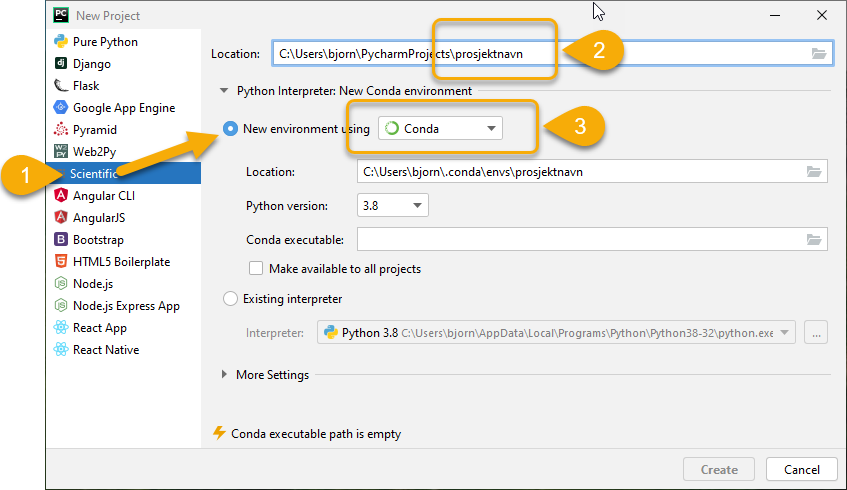 New Project
Pure Python
Django
Flask
Google App Engine
Pyramid
Web2Py
Scientific
Angular CLI
AngularJS
Bootstrap
HTML5 Boilerplate
Node.js
Node.js Express App
React App
React Native
1
Location: C:\Users\bjorn\PycharmProjects\prosjektnavn
2
Python Interpreter: New Conda environment
New environment using Conda
3
Location: C:\Users\bjorn\.conda\envs\prosjektnavn
Python version: 3.8
Conda executable:
Make available to all projects
Existing interpreter
Interpreter: Python 3.8 C:\Users\bjorn\AppData\Local\Programs\Python\Python38-32\python.exe ...
More Settings
Conda executable path is empty
Create Cancel